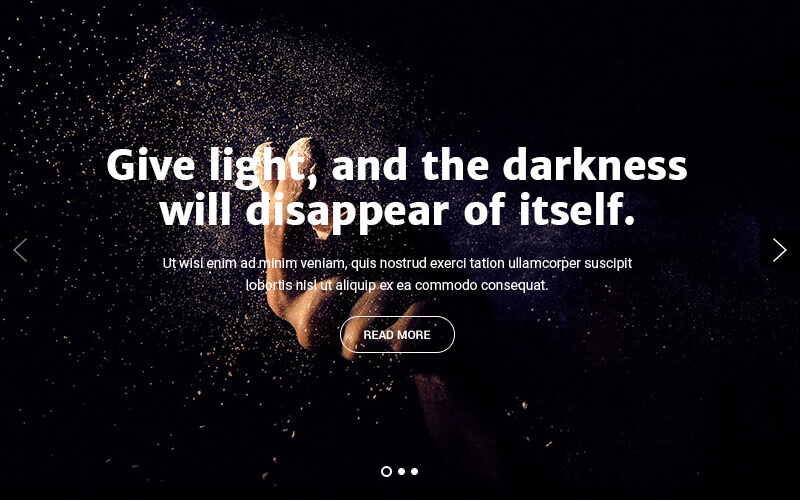 Give light, and the darkness
will disappear of itself.
Ut wisi enim ad minim veniam, quis nostrud exerci tation ullamcorper suscipit
lobortis nisl ut aliquip ex ea commodo consequat.
READ MORE